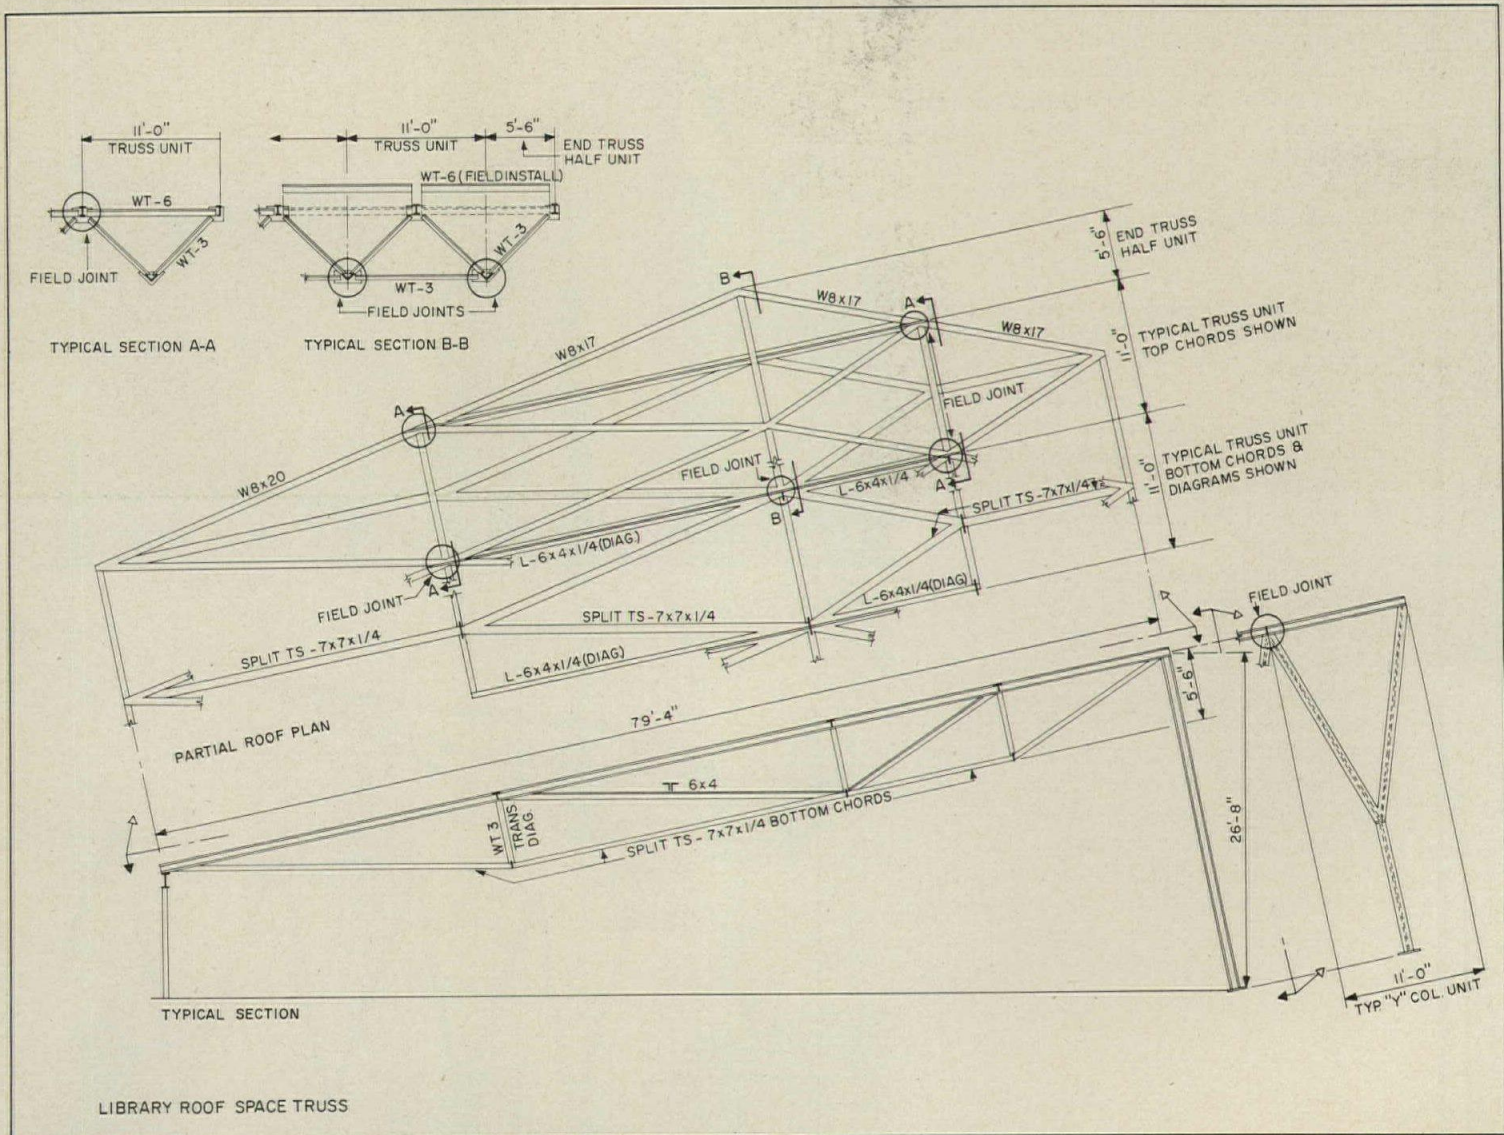 11'-0"
TRUSS UNIT
WT-6
WT-3
FIELD JOINT
TYPICAL SECTION A-A
11'-0"
TRUSS UNIT
5'-6"
END TRUSS
HALF UNIT
WT-6 (FIELD INSTALL)
WT-3
WT-3
FIELD JOINTS
TYPICAL SECTION B-B
5'-6"
END TRUSS
HALF UNIT
B
W8x17
A
W8x17
11'-0"
TYPICAL TRUSS UNIT
TOP CHORDS SHOWN
W8x17
FIELD JOINT
A
W8x20
FIELD JOINT
L-6x4x1/4
A
B
SPLIT TS-7x7x1/4
11'-0"
TYPICAL TRUSS UNIT
BOTTOM CHORDS &
DIAGRAMS SHOWN
L-6x4x1/4(DIAG.)
A
FIELD JOINT
SPLIT TS-7x7x1/4
L-6x4x1/4(DIAG)
SPLIT TS-7x7x1/4
L-6x4x1/4(DIAG)
PARTIAL ROOF PLAN
79'-4"
FIELD JOINT
5'-6"
6x4
WT 3
TRANS
DIAG.
SPLIT TS-7x7x1/4 BOTTOM CHORDS
26'-8"
11'-0"
TYP. "Y" COL. UNIT
TYPICAL SECTION
LIBRARY ROOF SPACE TRUSS